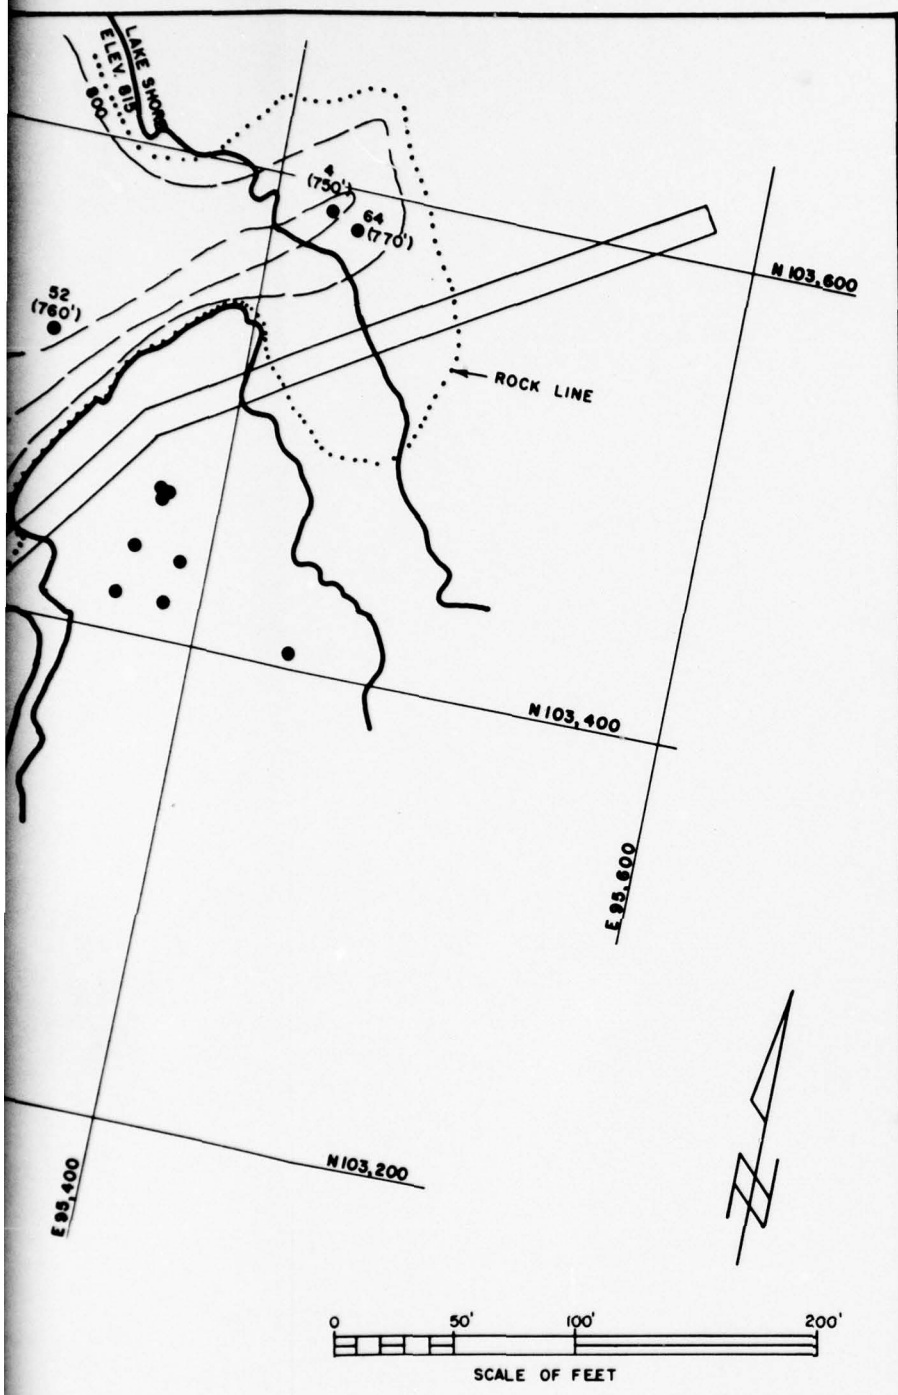 LAKE SHORE
ELEV. 815
800
4
(750')
64
(770')
52
(760')
N 103,600
ROCK LINE
N 103,400
E 95,600
N 103,200
E 95,400
0 50' 100' 200'
SCALE OF FEET